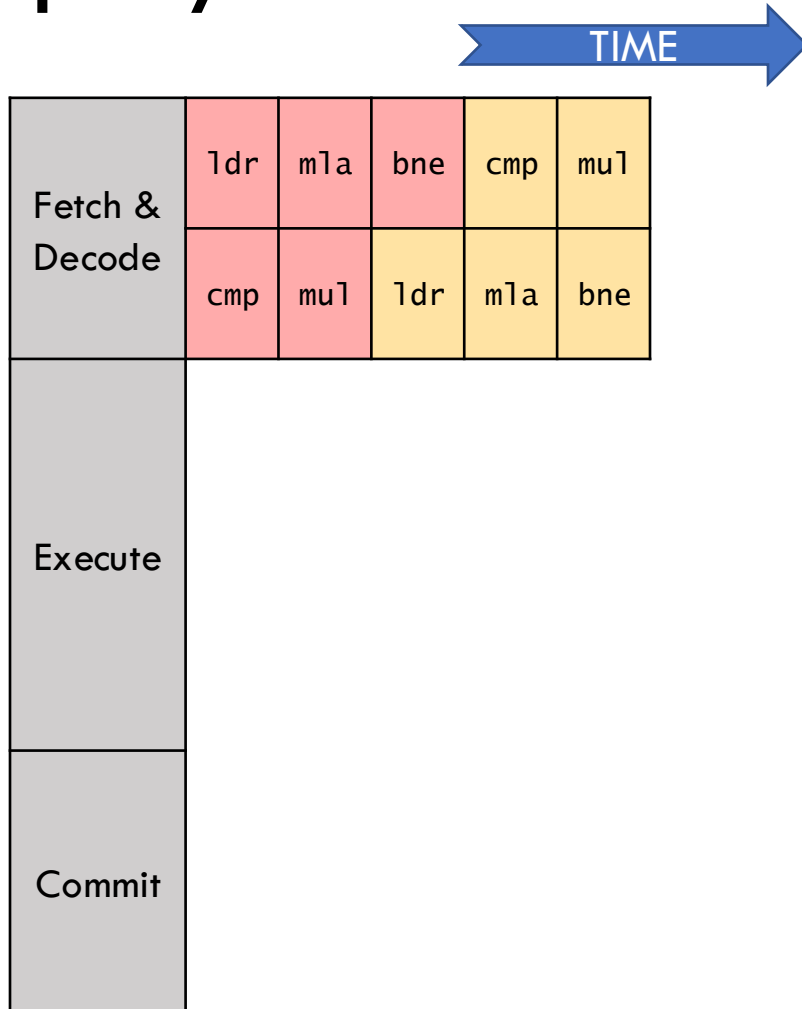 TIME
Fetch &
Decode
ldr mla bne cmp mul
cmp mul ldr mla bne
Execute
Commit